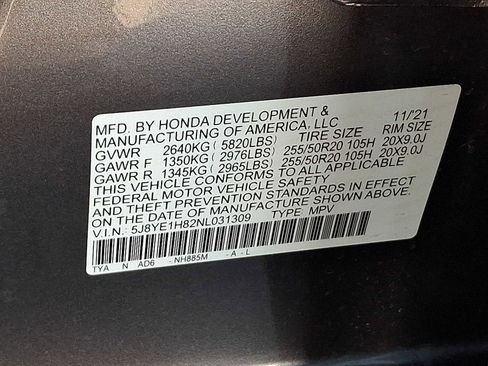 MFD. BY HONDA DEVELOPMENT & 11/'21
MANUFACTURING OF AMERICA, LLC
GVWR 2640KG ( 5820LBS) TIRE SIZE RIM SIZE
GAWR F 1350KG ( 2976LBS) 255/50R20 105H 20X9.0J
GAWR R 1345KG ( 2965LBS) 255/50R20 105H 20X9.0J
THIS VEHICLE CONFORMS TO ALL APPLICABLE
FEDERAL MOTOR VEHICLE SAFETY
AND THEFT PREVENTION STANDARDS IN EFFECT
ON THE DATE OF MANUFACTURE SHOWN ABOVE.
V.I.N.: 5J8YE1H82NL031309 TYPE: MPV
TYA N AD6 - NH885M - A - L